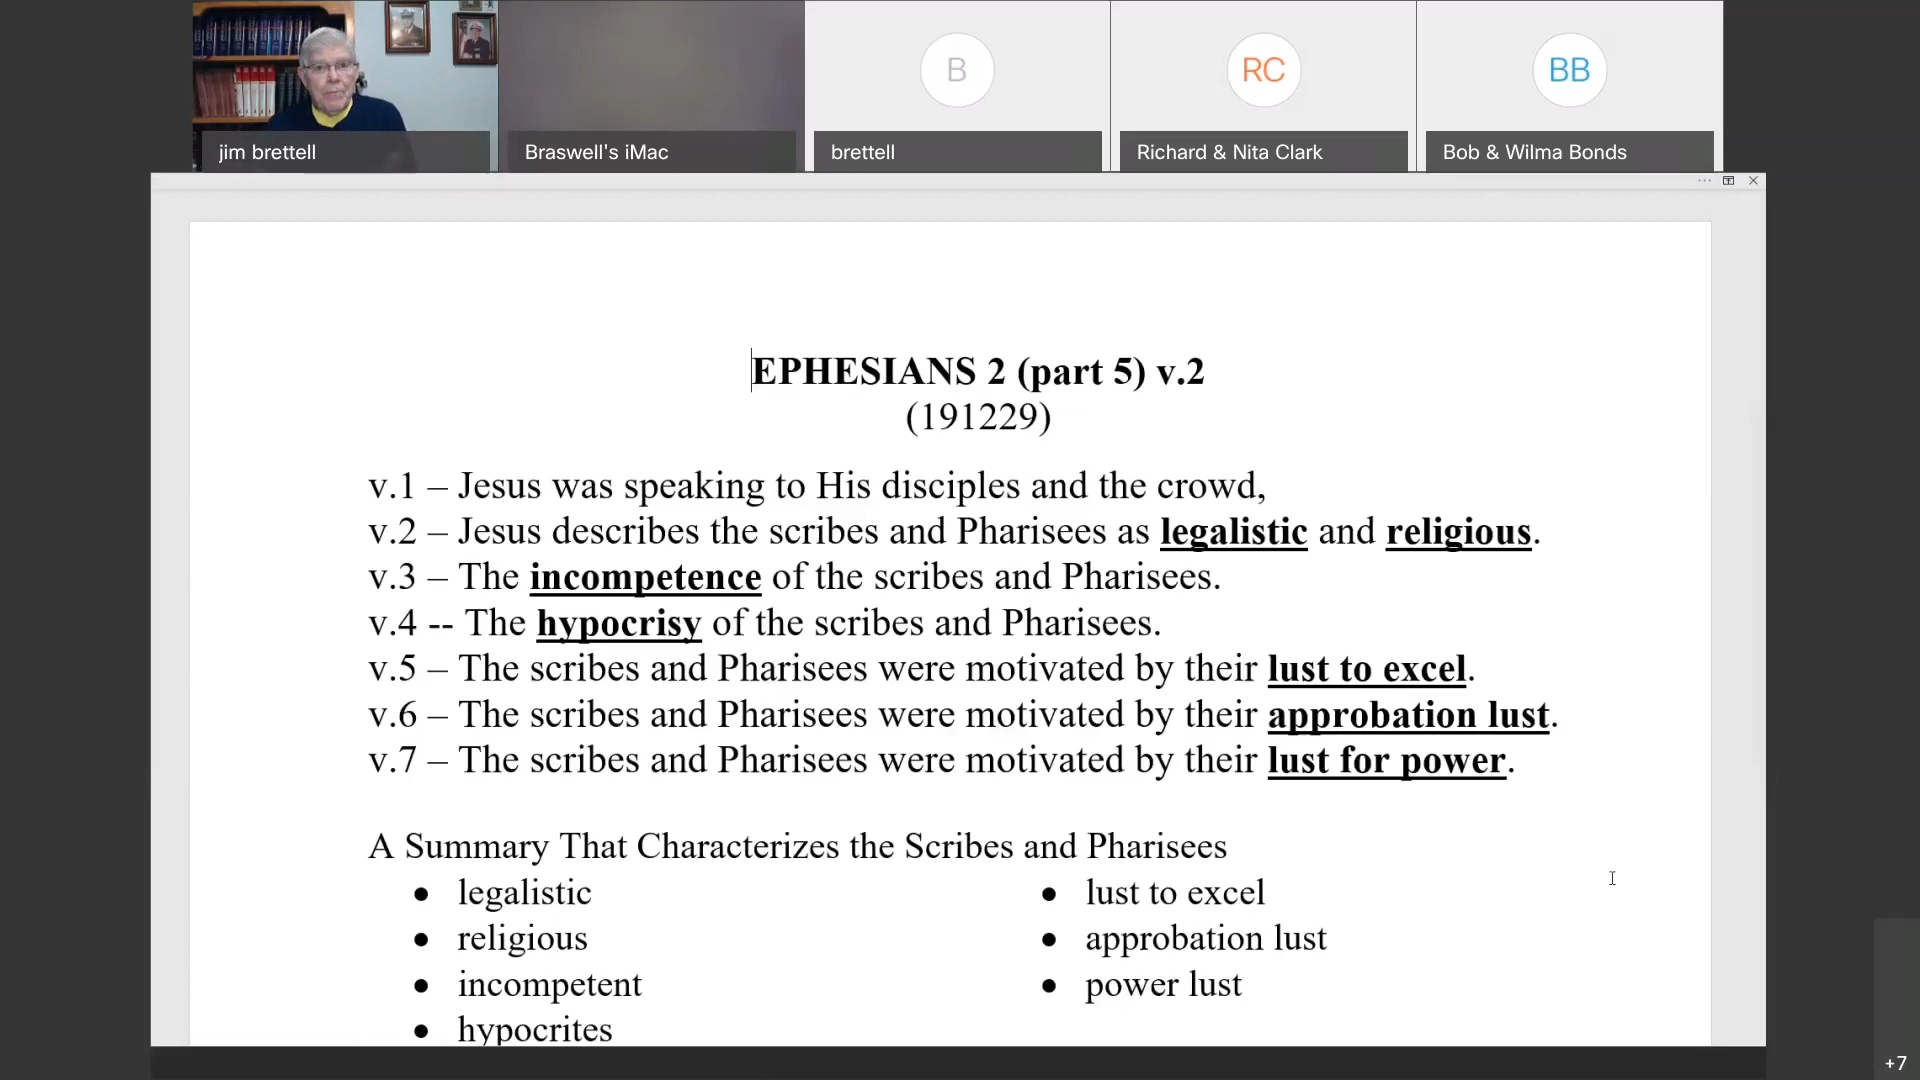 B
RC
BB
jim brettell
Braswell's iMac
brettell
Richard & Nita Clark
Bob & Wilma Bonds
EPHESIANS 2 (part 5) v.2
(191229)
v.1 – Jesus was speaking to His disciples and the crowd,
v.2 – Jesus describes the scribes and Pharisees as legalistic and religious.
v.3 – The incompetence of the scribes and Pharisees.
v.4 -- The hypocrisy of the scribes and Pharisees.
v.5 – The scribes and Pharisees were motivated by their lust to excel.
v.6 – The scribes and Pharisees were motivated by their approbation lust.
v.7 – The scribes and Pharisees were motivated by their lust for power.
A Summary That Characterizes the Scribes and Pharisees
• legalistic
• religious
• incompetent
• hypocrites
• lust to excel
• approbation lust
• power lust
+7